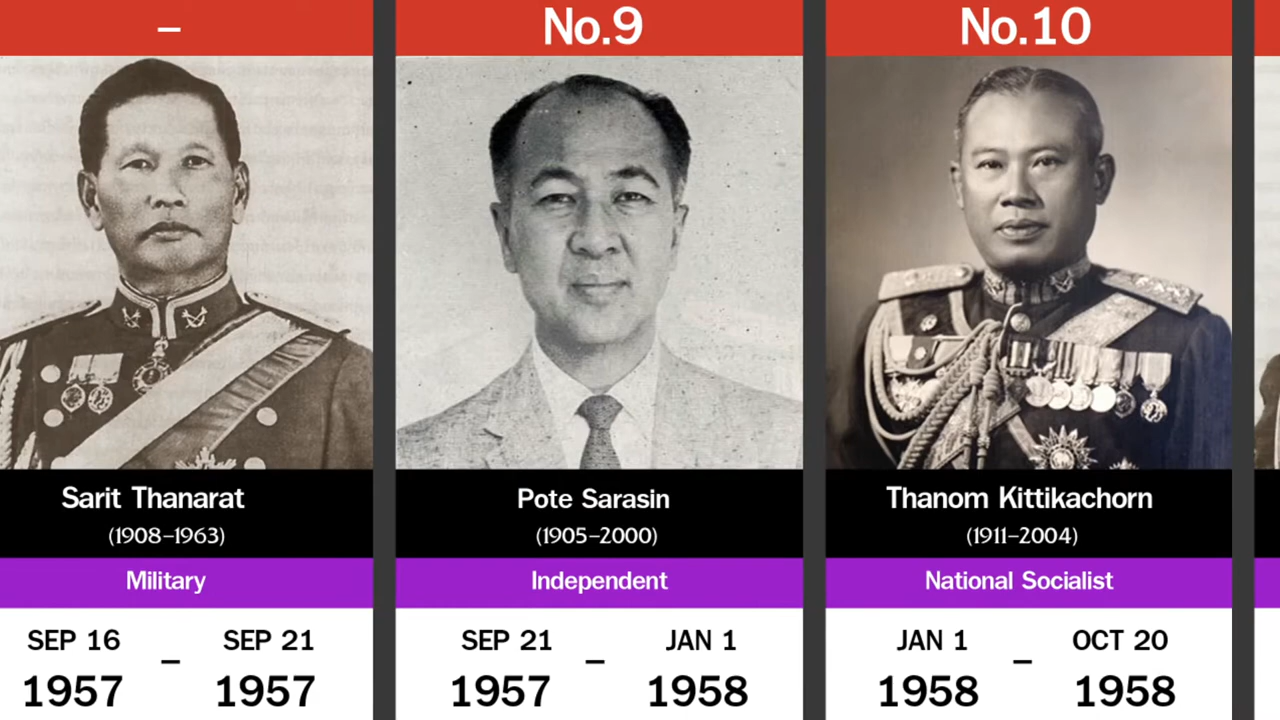 –
Sarit Thanarat
(1908–1963)
Military
SEP 16 – SEP 21
1957 1957
No.9
Pote Sarasin
(1905–2000)
Independent
SEP 21 – JAN 1
1957 1958
No.10
Thanom Kittikachorn
(1911–2004)
National Socialist
JAN 1 – OCT 20
1958 1958